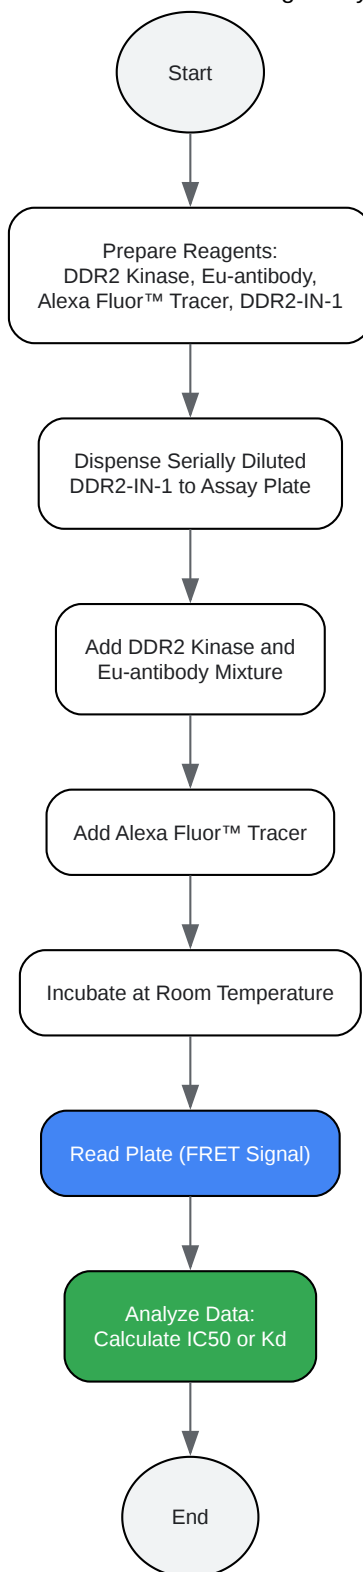 Start
Prepare Reagents:
DDR2 Kinase, Eu-antibody,
Alexa Fluor™ Tracer, DDR2-IN-1
Dispense Serially Diluted
DDR2-IN-1 to Assay Plate
Add DDR2 Kinase and
Eu-antibody Mixture
Add Alexa Fluor™ Tracer
Incubate at Room Temperature
Read Plate (FRET Signal)
Analyze Data:
Calculate IC50 or Kd
End